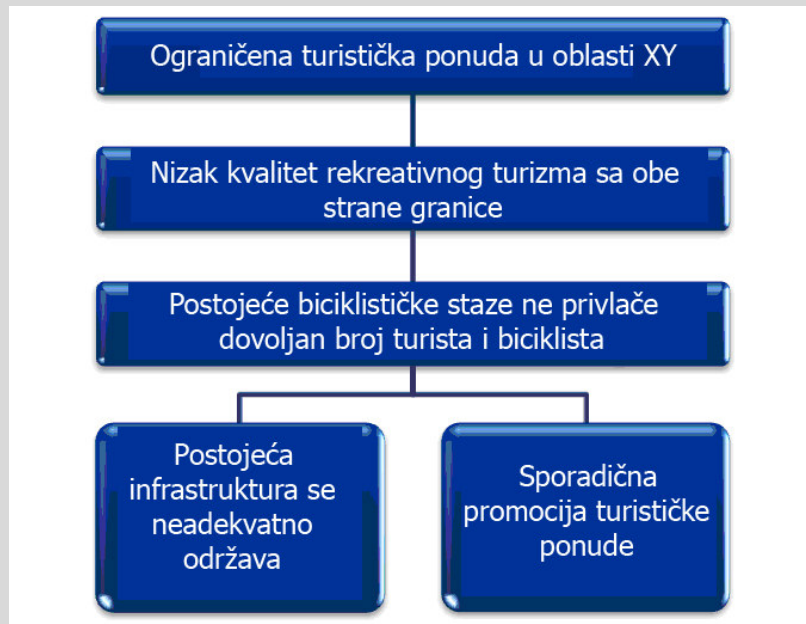 Ograničena turistička ponuda u oblasti XY
Nizak kvalitet rekreativnog turizma sa obe
strane granice
Postojeće biciklističke staze ne privlače
dovoljan broj turista i biciklista
Postojeća
infrastruktura se
neadekvatno
održava
Sporadična
promocija turističke
ponude